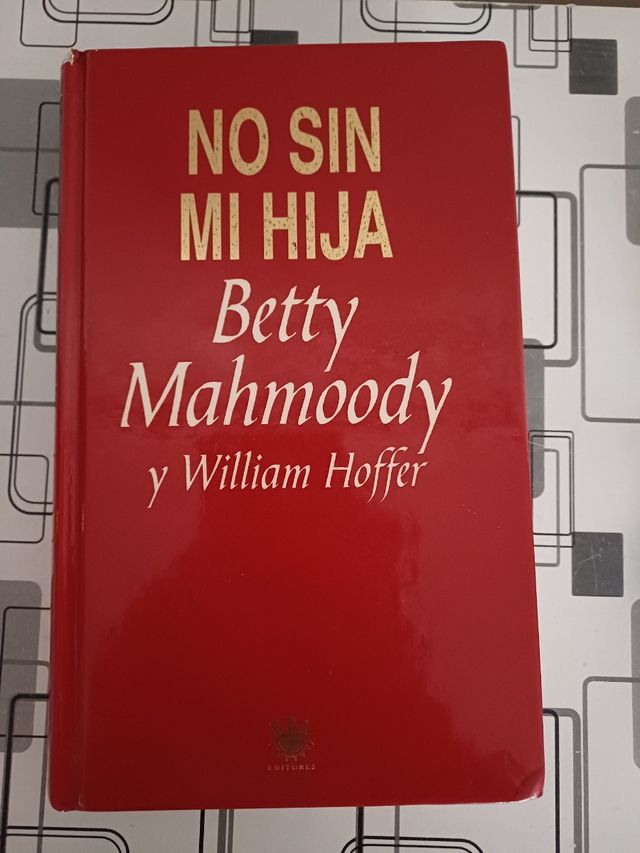 NO SIN
MI HIJA
Betty
Mahmoody
y William Hoffer
EDITORES